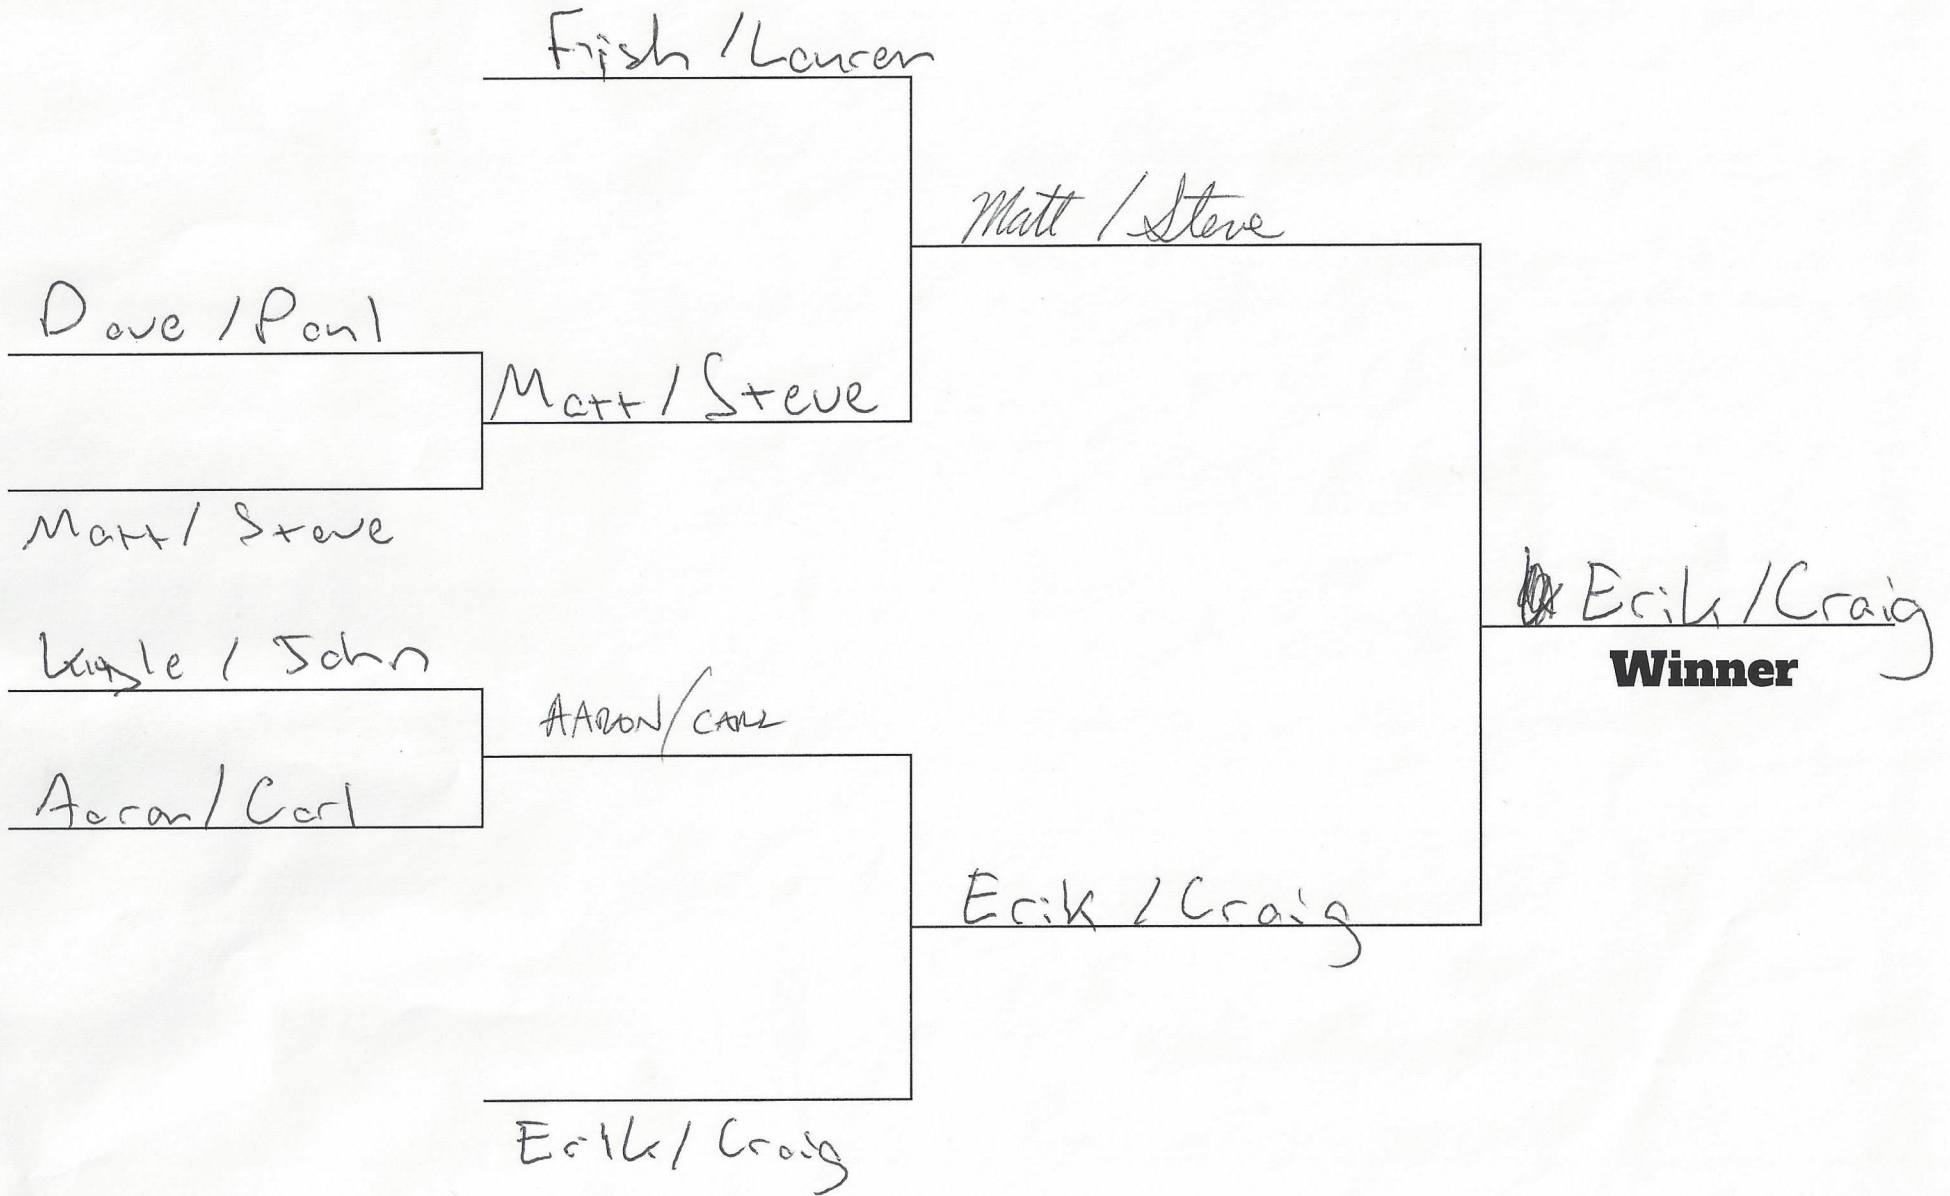 Frish / Lauren
Matt / Steve
Dave / Paul
Matt / Steve
Matt / Steve
Erik / Craig
Winner
/ John
AARON / CARL
Aaron / Carl
Erik / Craig
Erik / Craig